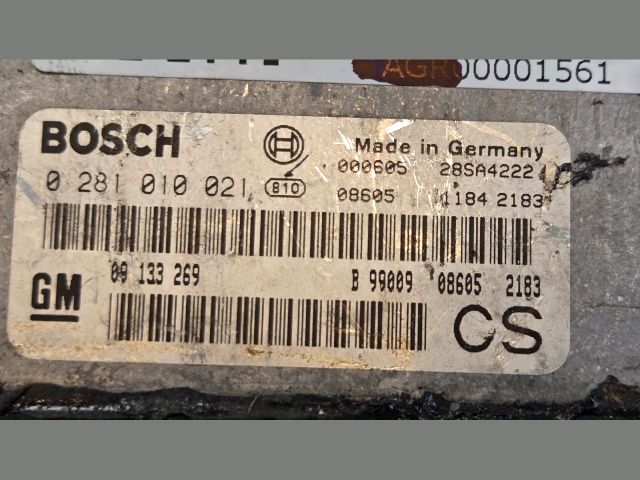 AGR00001561
BOSCH
Made in Germany
0 281 010 021 810
000605 28SA4222
08605 1184 2183
09 133 269 B 99009 08605 2183
GM
CS